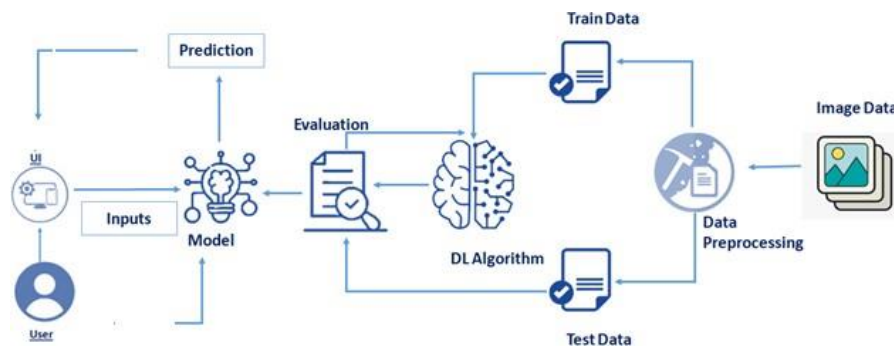 Train Data
Prediction
Image Data
Evaluation
UI
Inputs
Model
DL Algorithm
Data
Preprocessing
User
Test Data